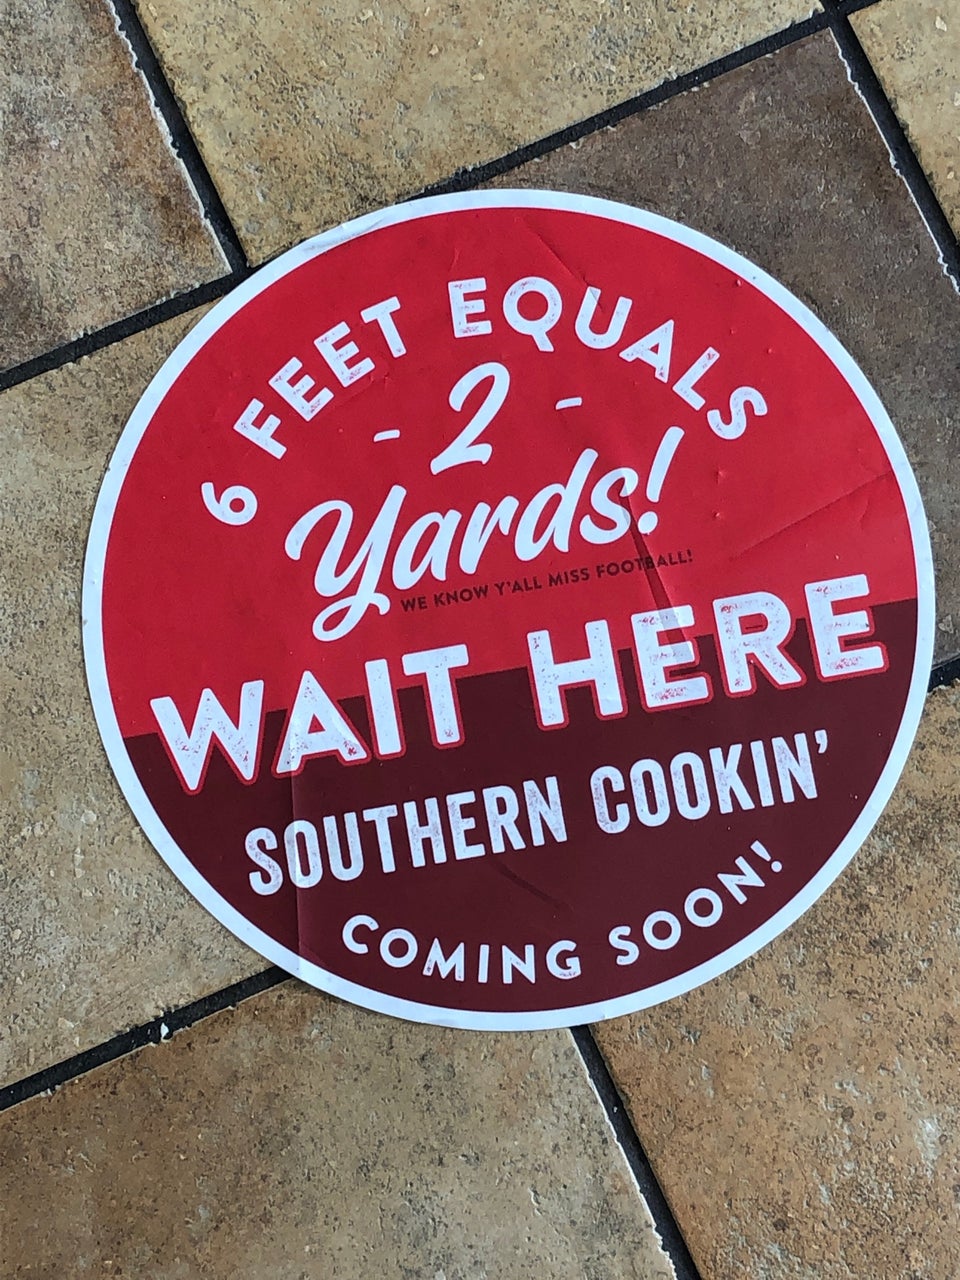 6 FEET EQUALS
- 2 -
Yards!
WE KNOW Y'ALL MISS FOOTBALL!
WAIT HERE
SOUTHERN COOKIN'
COMING SOON!